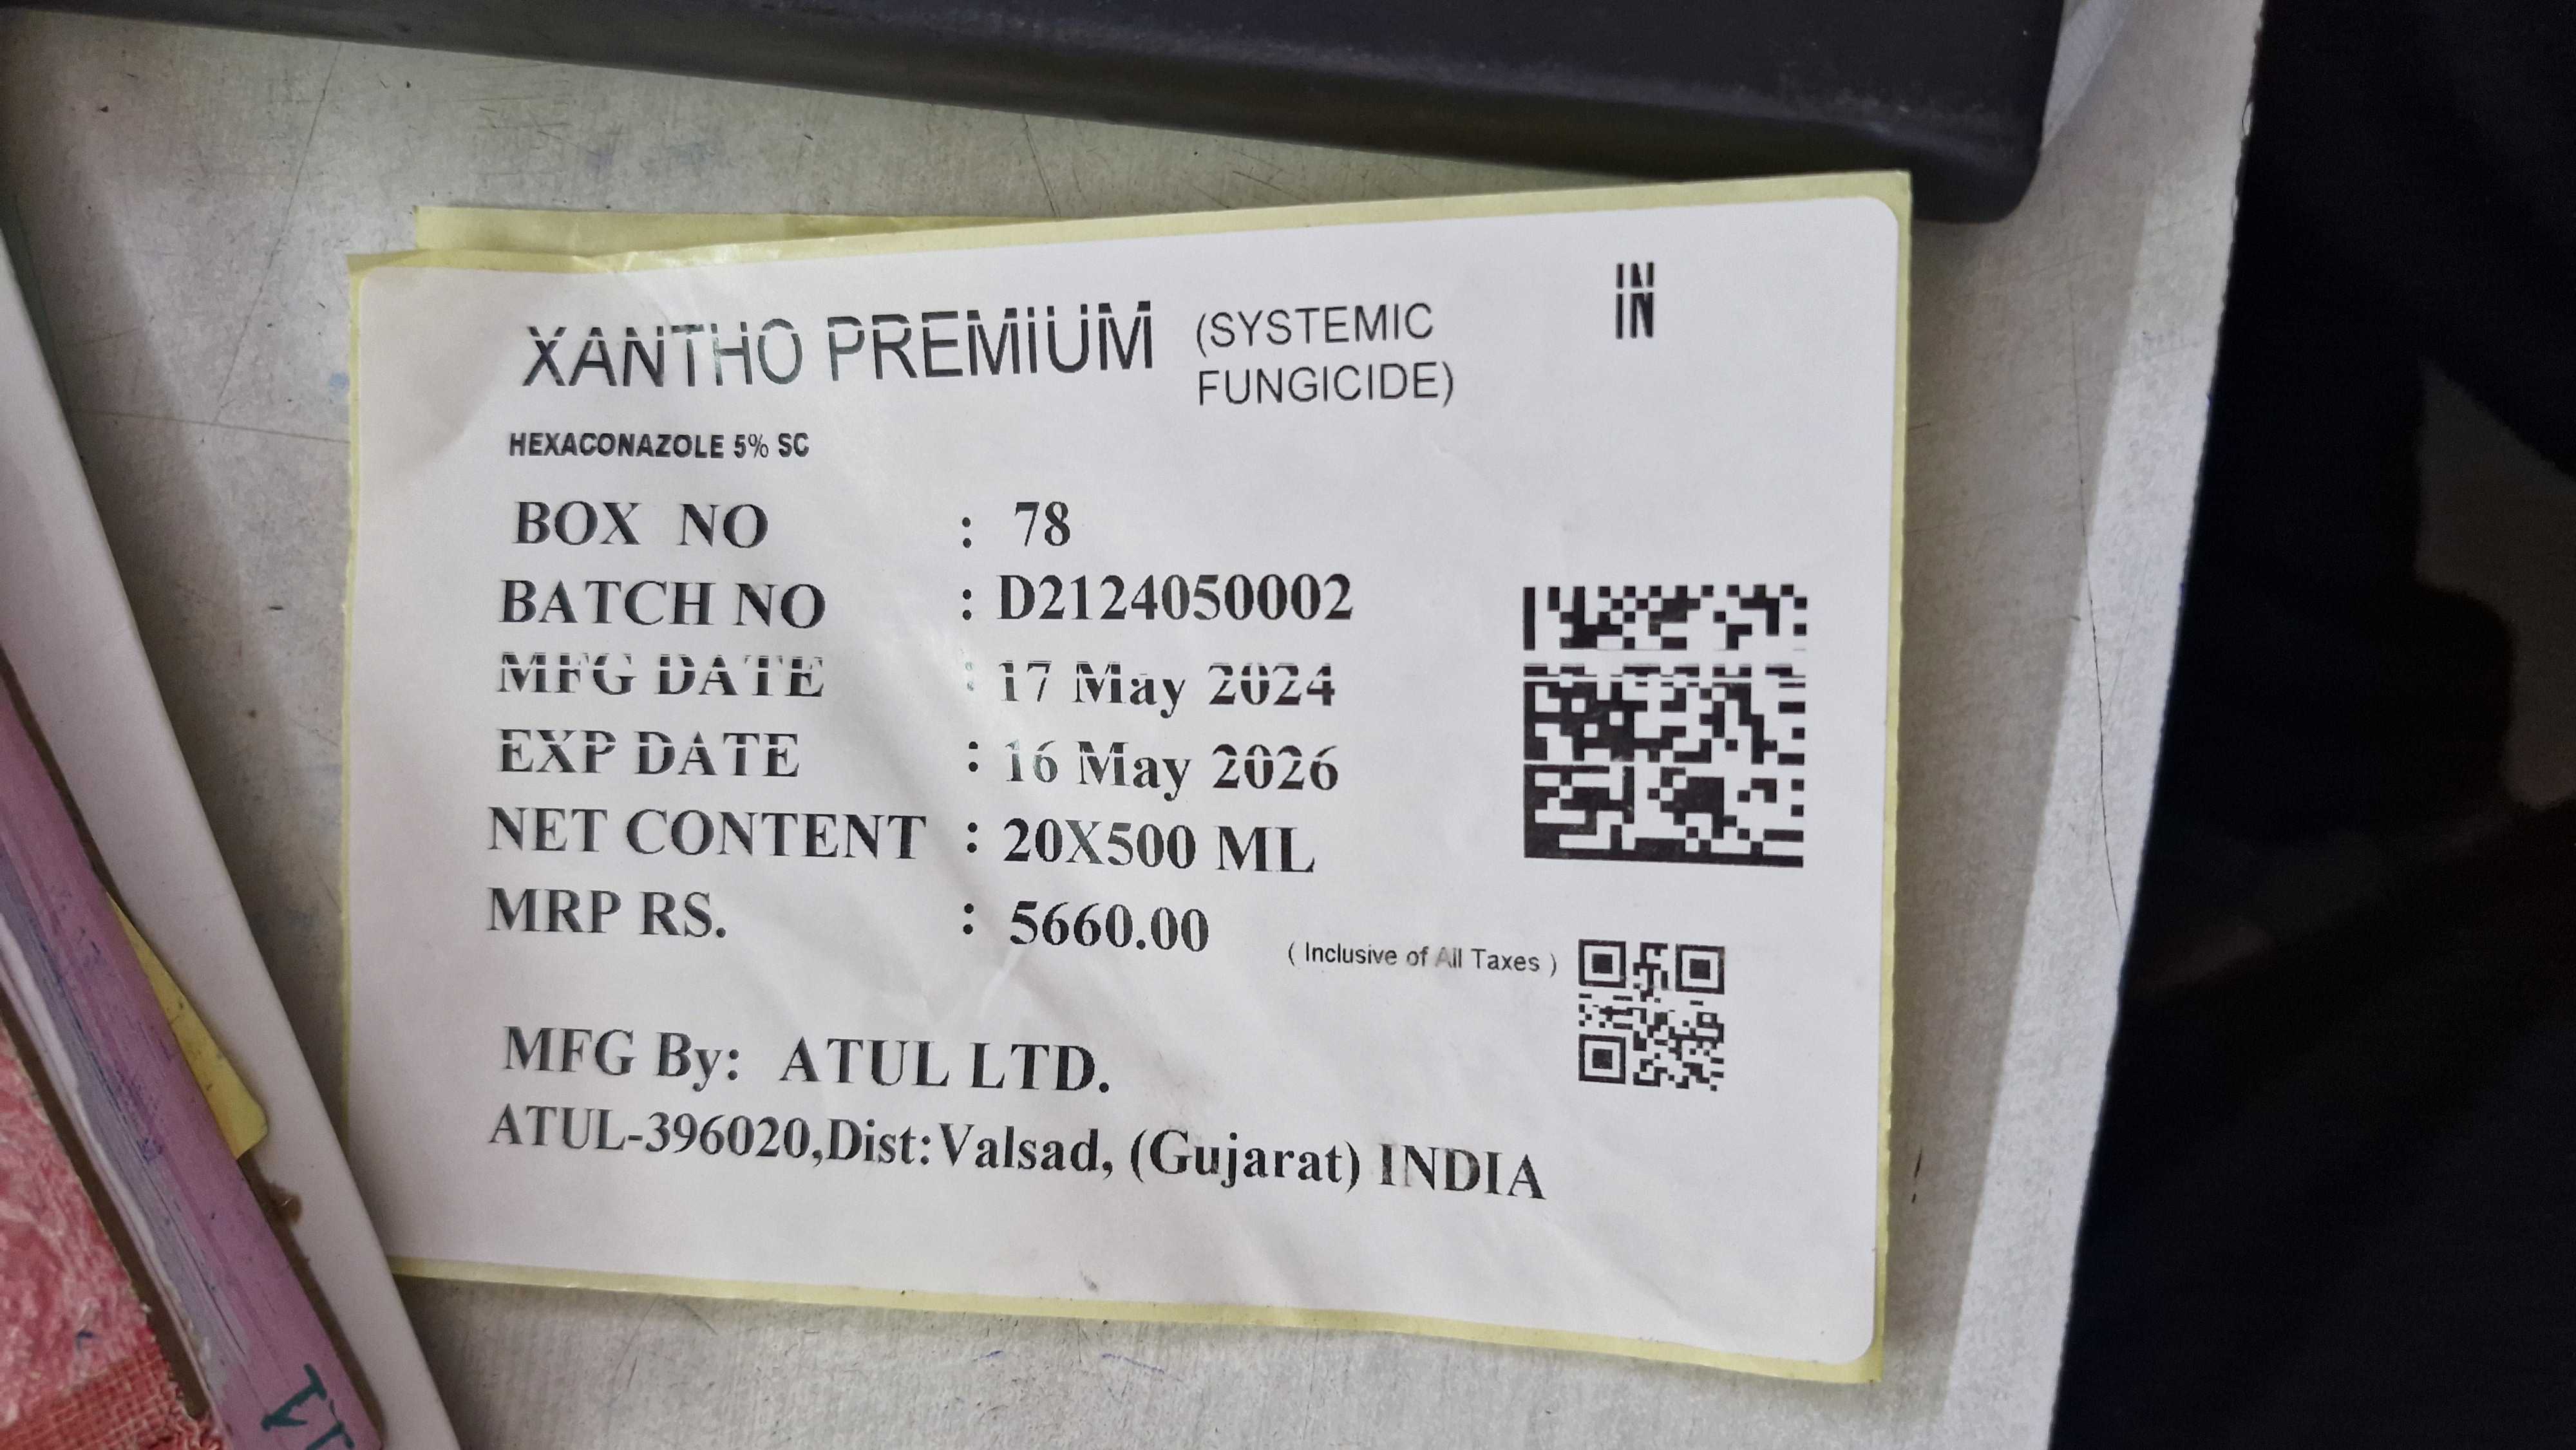 XANTHO PREMIUM (SYSTEMIC FUNGICIDE)
IN
HEXACONAZOLE 5% SC
BOX NO : 78
BATCH NO : D2124050002
MFG DATE : 17 May 2024
EXP DATE : 16 May 2026
NET CONTENT : 20X500 ML
MRP RS. : 5660.00 ( Inclusive of All Taxes )
MFG By: ATUL LTD.
ATUL-396020,Dist:Valsad, (Gujarat) INDIA